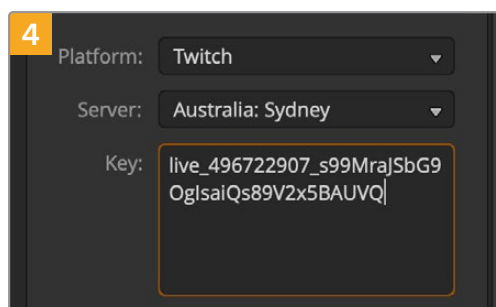 4
Platform: Twitch
Server: Australia: Sydney
Key: live_496722907_s99MraJSbG9
OgIsaiQs89V2x5BAUVQ